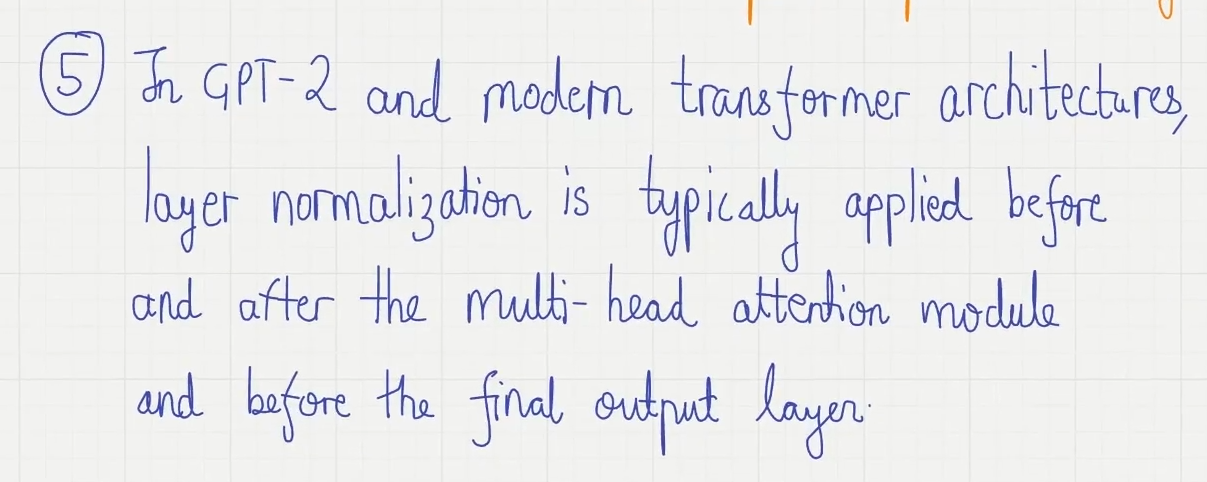 ⑤ In GPT-2 and modern transformer architectures,
layer normalization is typically applied before
and after the multi-head attention module
and before the final output layer.